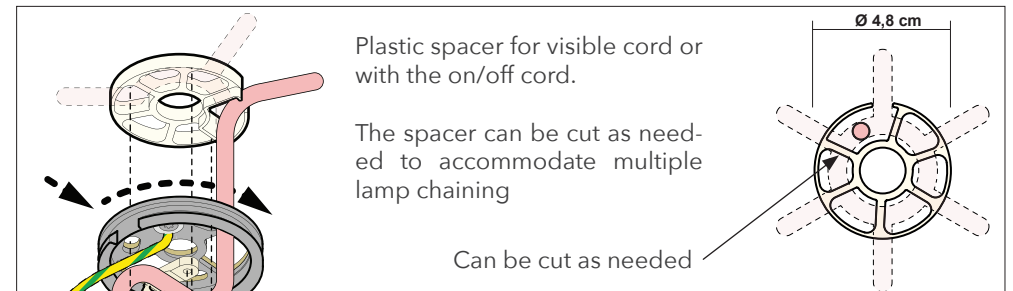 Ø 4,8 cm
Plastic spacer for visible cord or
with the on/off cord.
The spacer can be cut as need-
ed to accommodate multiple
lamp chaining
Can be cut as needed